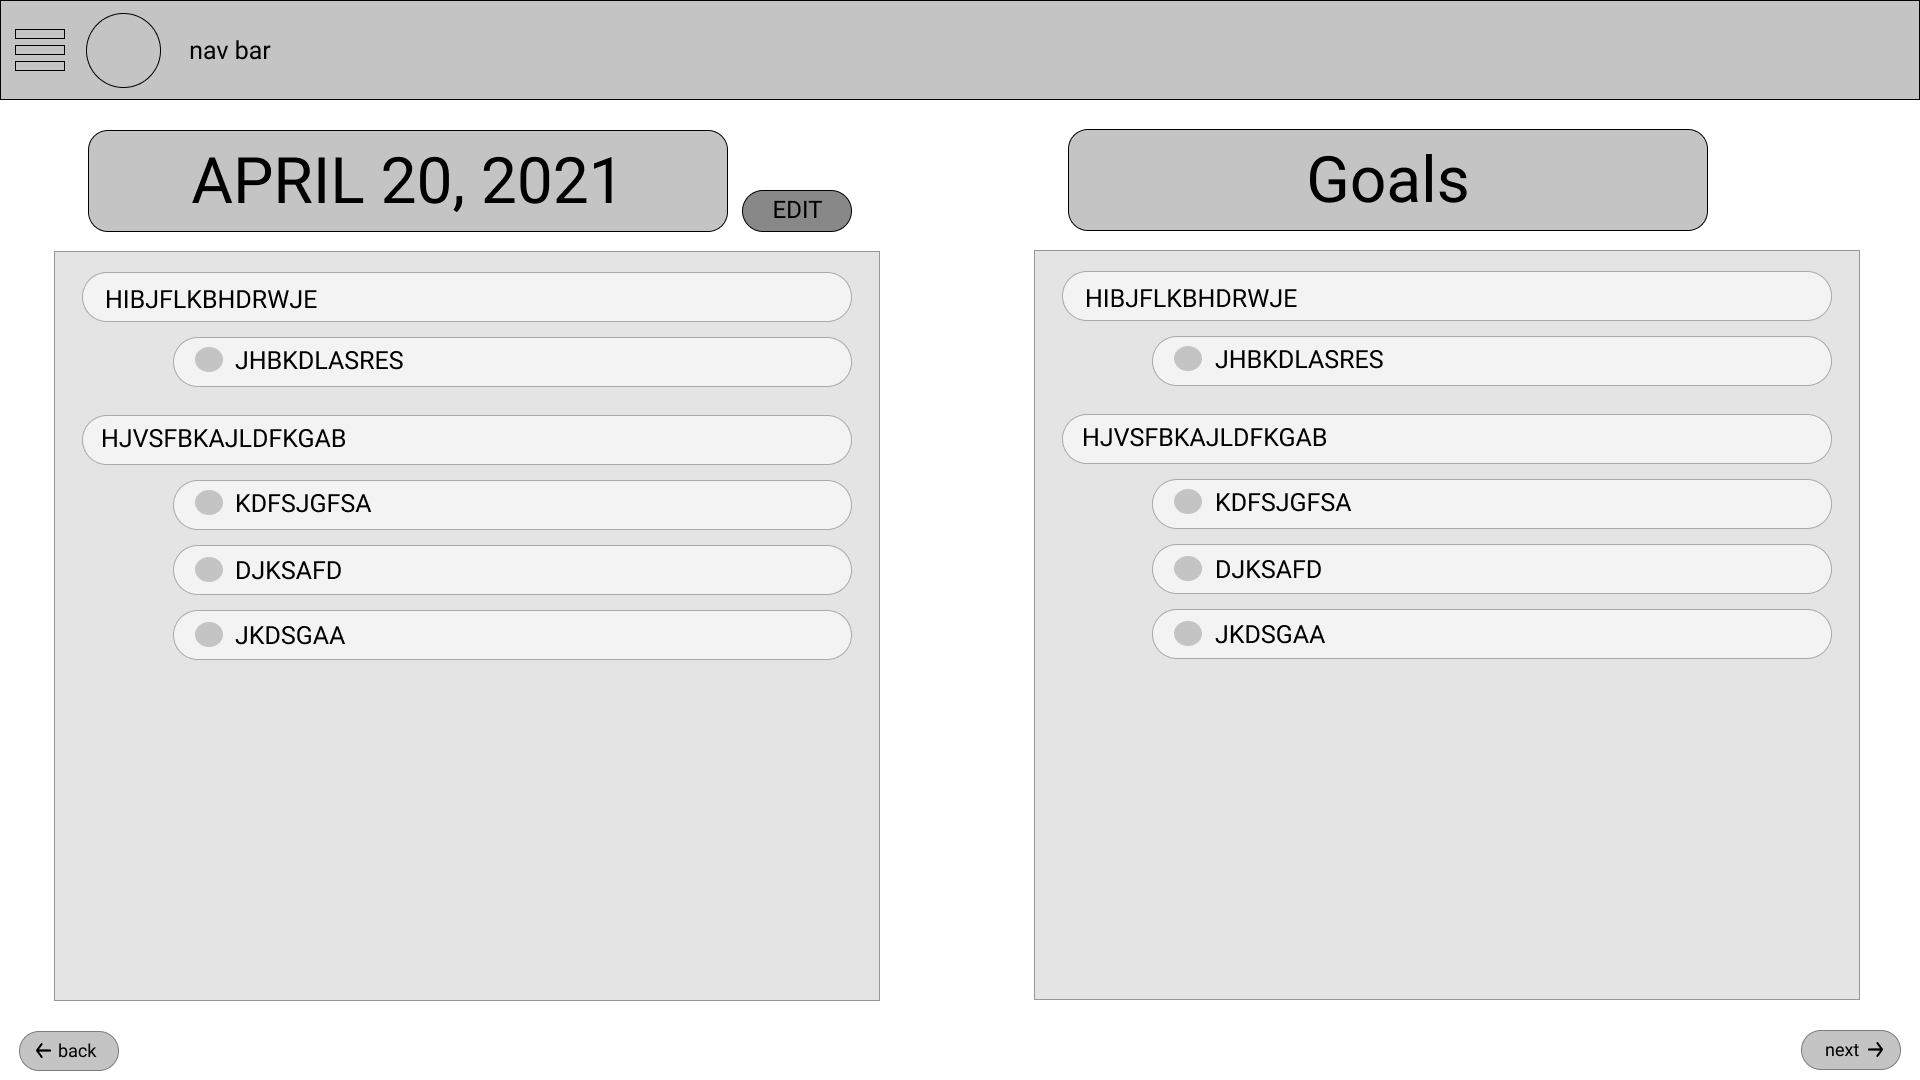 nav bar
APRIL 20, 2021
EDIT
HIBJFLKBHDRWJE
JHBKDLASRES
HJVSFBKAJLDFKGAB
KDFSJGFSA
DJKSAFD
JKDSGAA
Goals
HIBJFLKBHDRWJE
JHBKDLASRES
HJVSFBKAJLDFKGAB
KDFSJGFSA
DJKSAFD
JKDSGAA
← back
next →